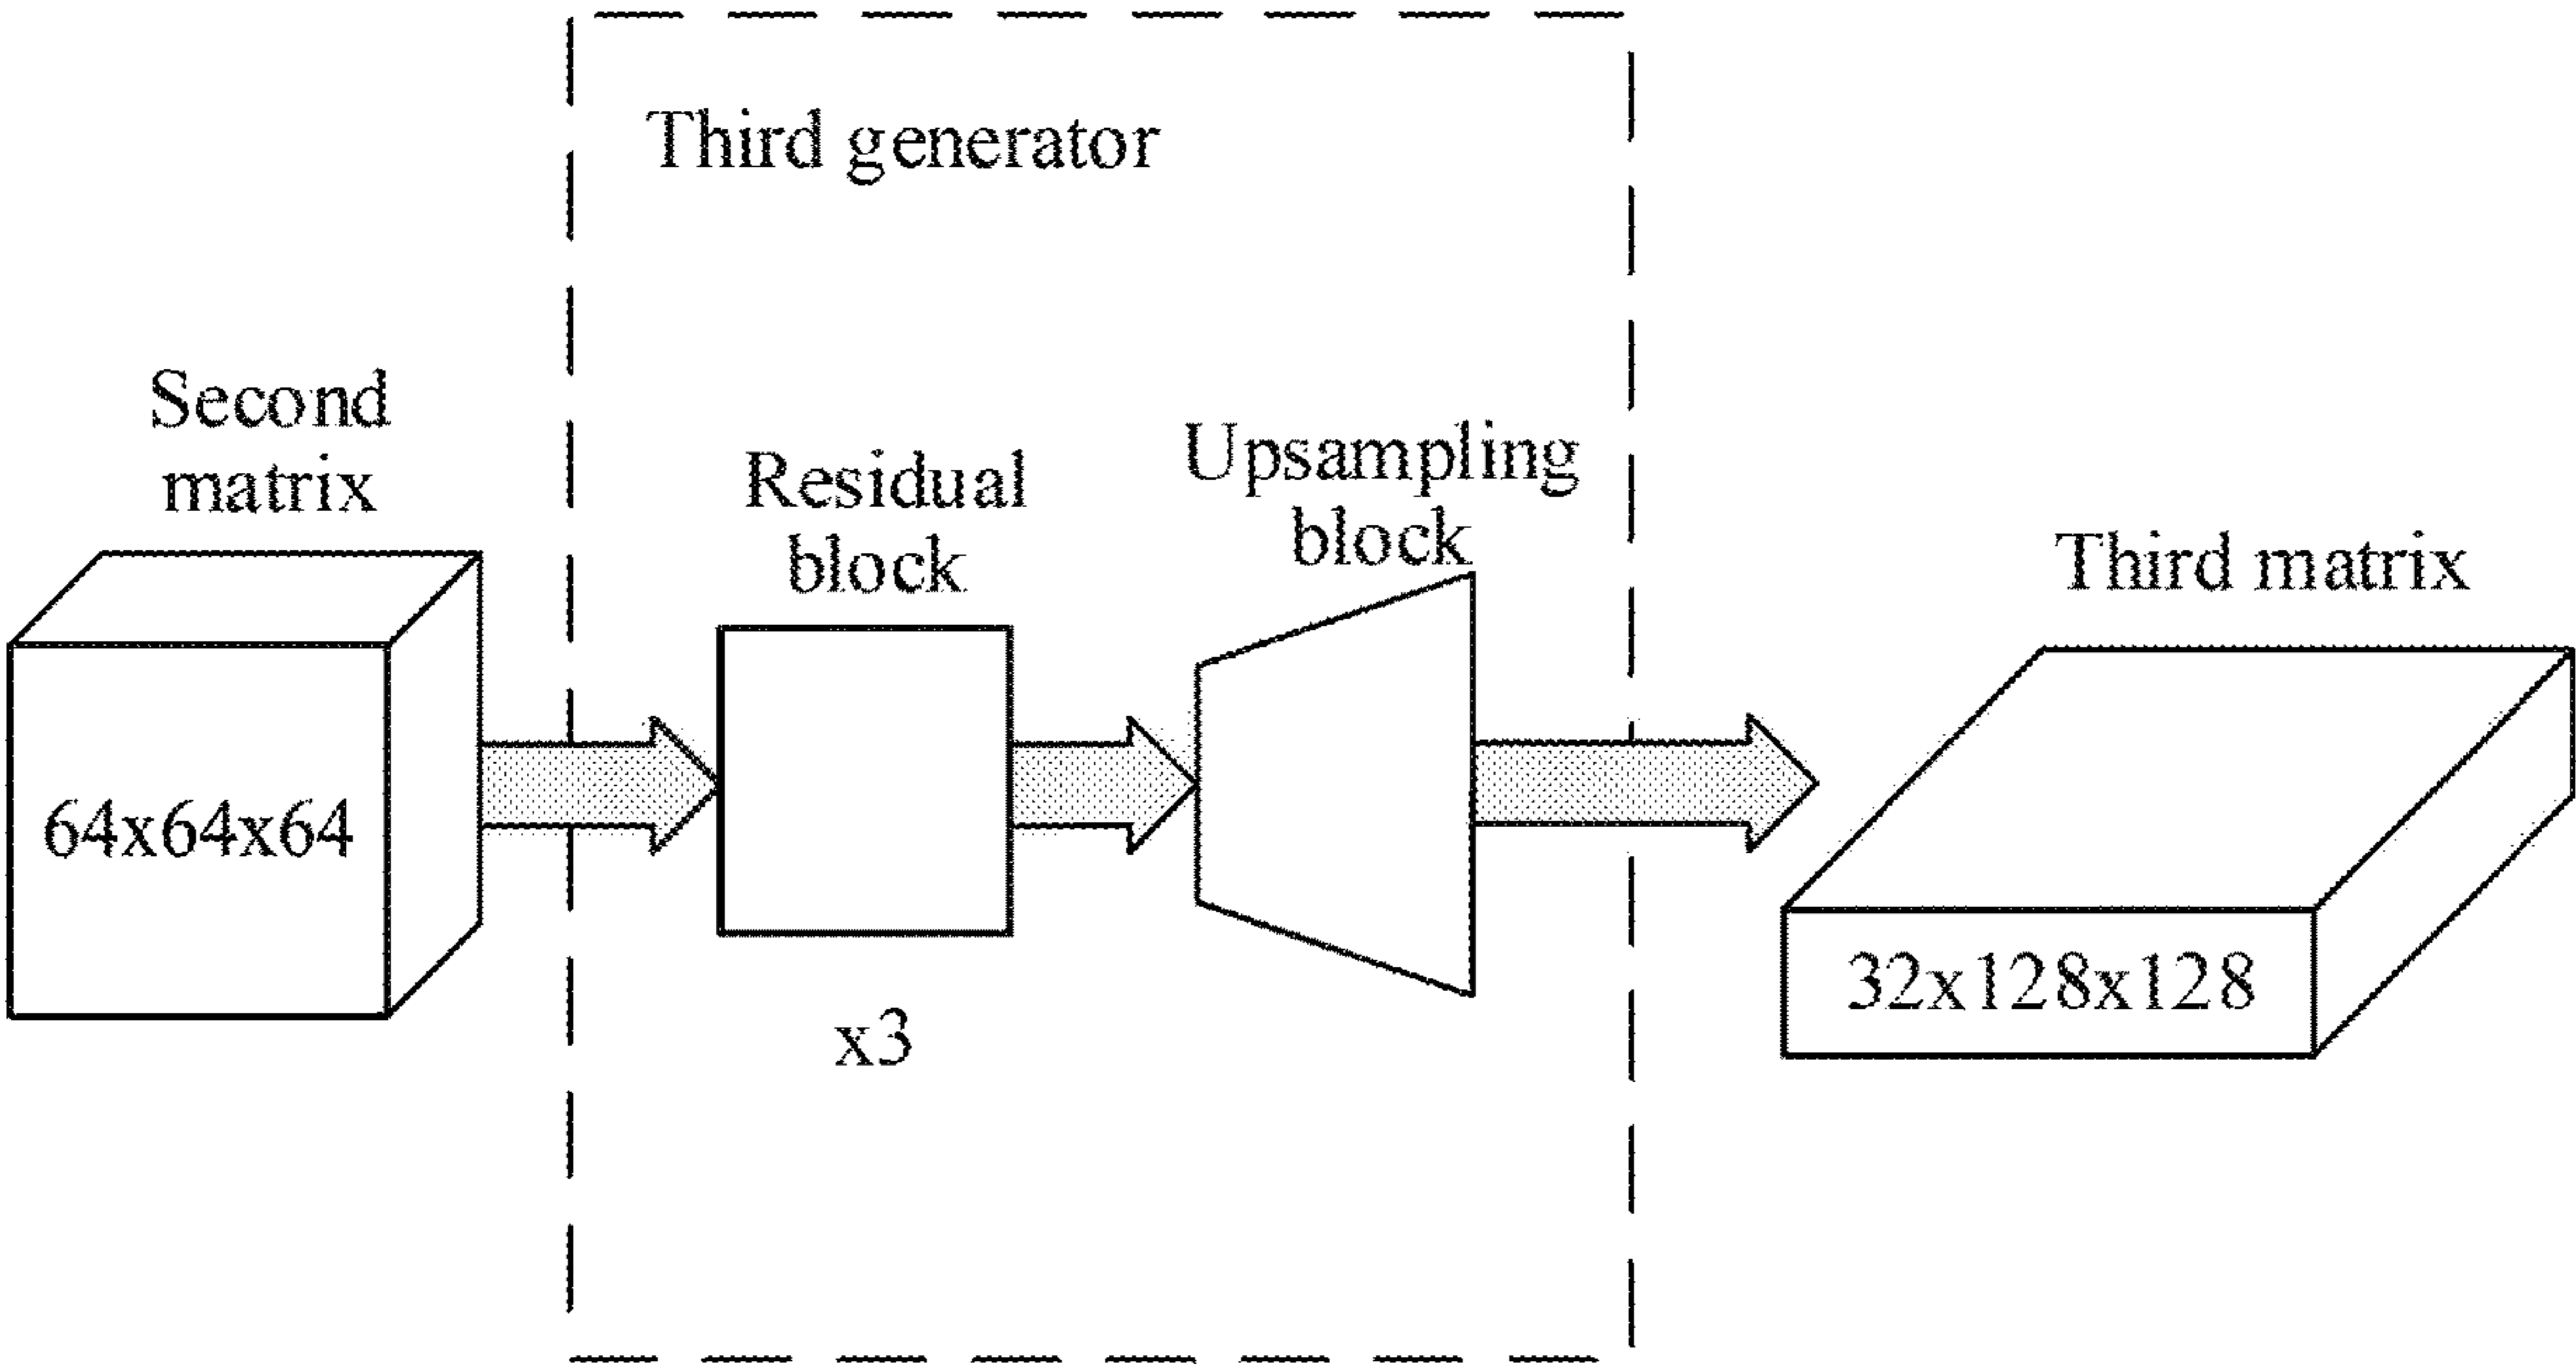 Third generator
Second
matrix
64x64x64
Residual
block
x3
Upsampling
block
Third matrix
32x128x128